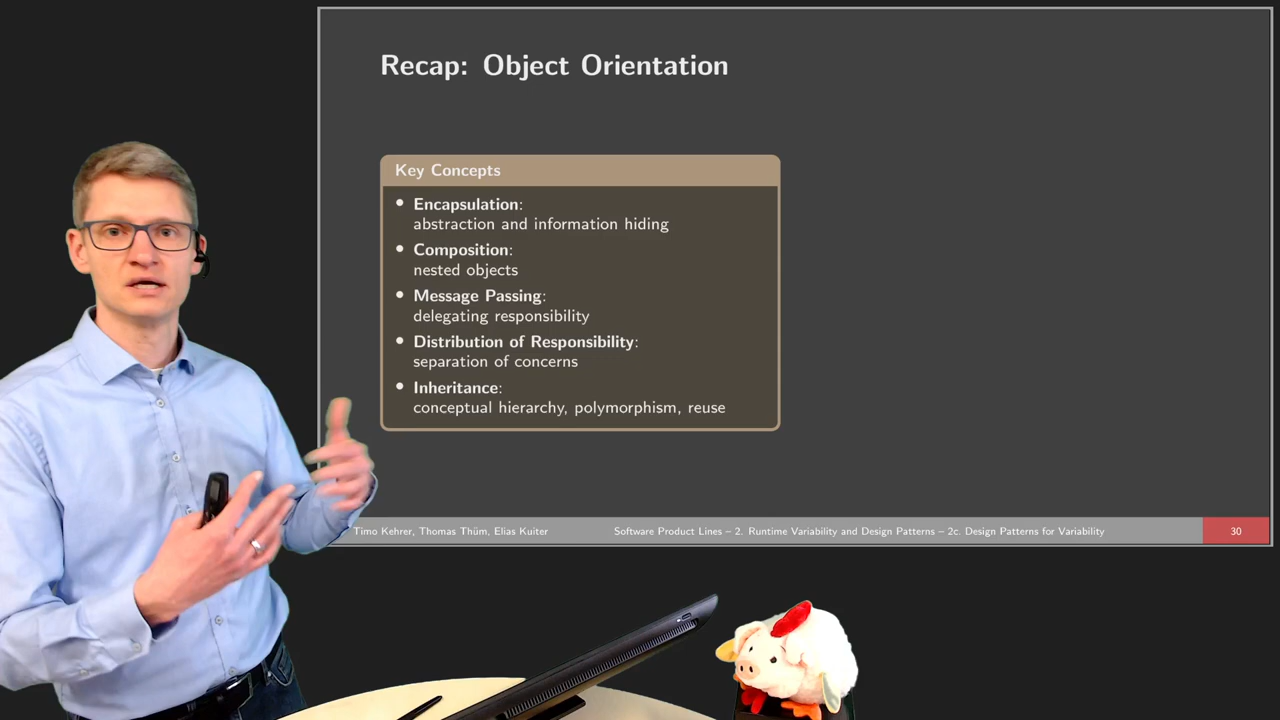 Recap: Object Orientation
Key Concepts
• Encapsulation:
abstraction and information hiding
• Composition:
nested objects
• Message Passing:
delegating responsibility
• Distribution of Responsibility:
separation of concerns
• Inheritance:
conceptual hierarchy, polymorphism, reuse
Timo Kehrer, Thomas Thüm, Elias Kuiter
Software Product Lines – 2. Runtime Variability and Design Patterns – 2c. Design Patterns for Variability
30